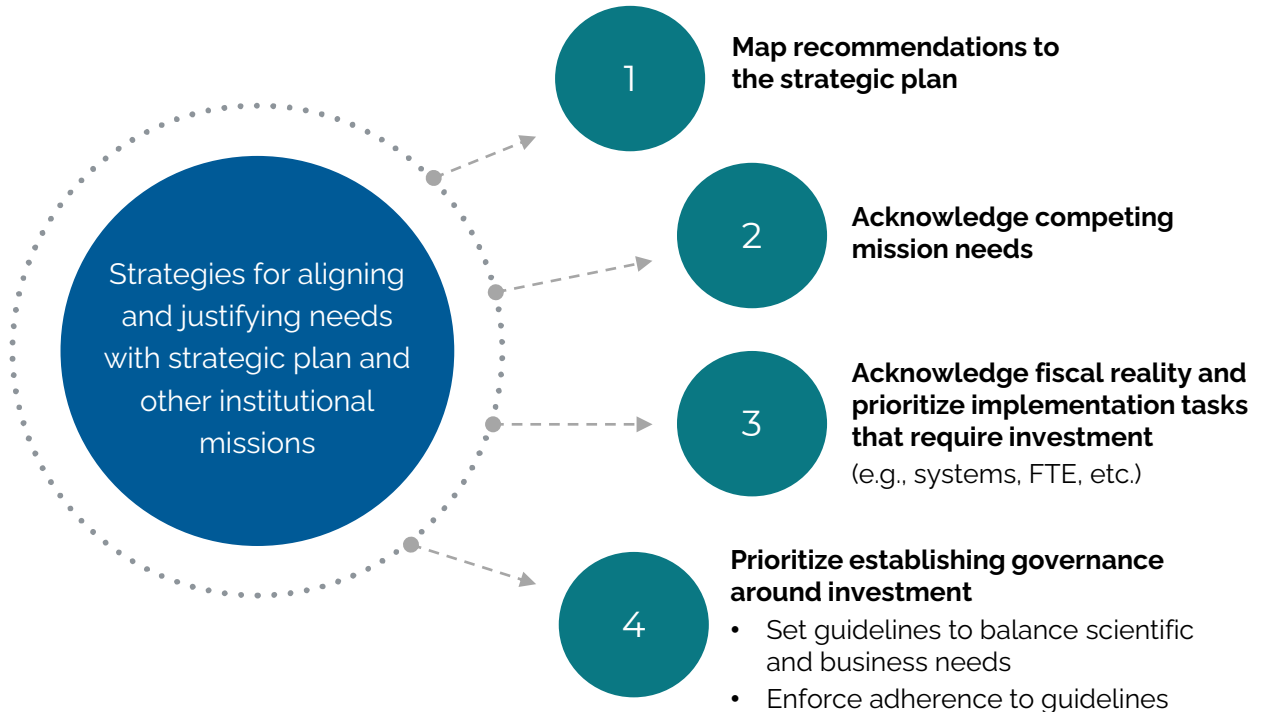 Strategies for aligning
and justifying needs
with strategic plan and
other institutional
missions
1
Map recommendations to
the strategic plan
2
Acknowledge competing
mission needs
3
Acknowledge fiscal reality and
prioritize implementation tasks
that require investment
(e.g., systems, FTE, etc.)
4
Prioritize establishing governance
around investment
• Set guidelines to balance scientific
and business needs
• Enforce adherence to guidelines